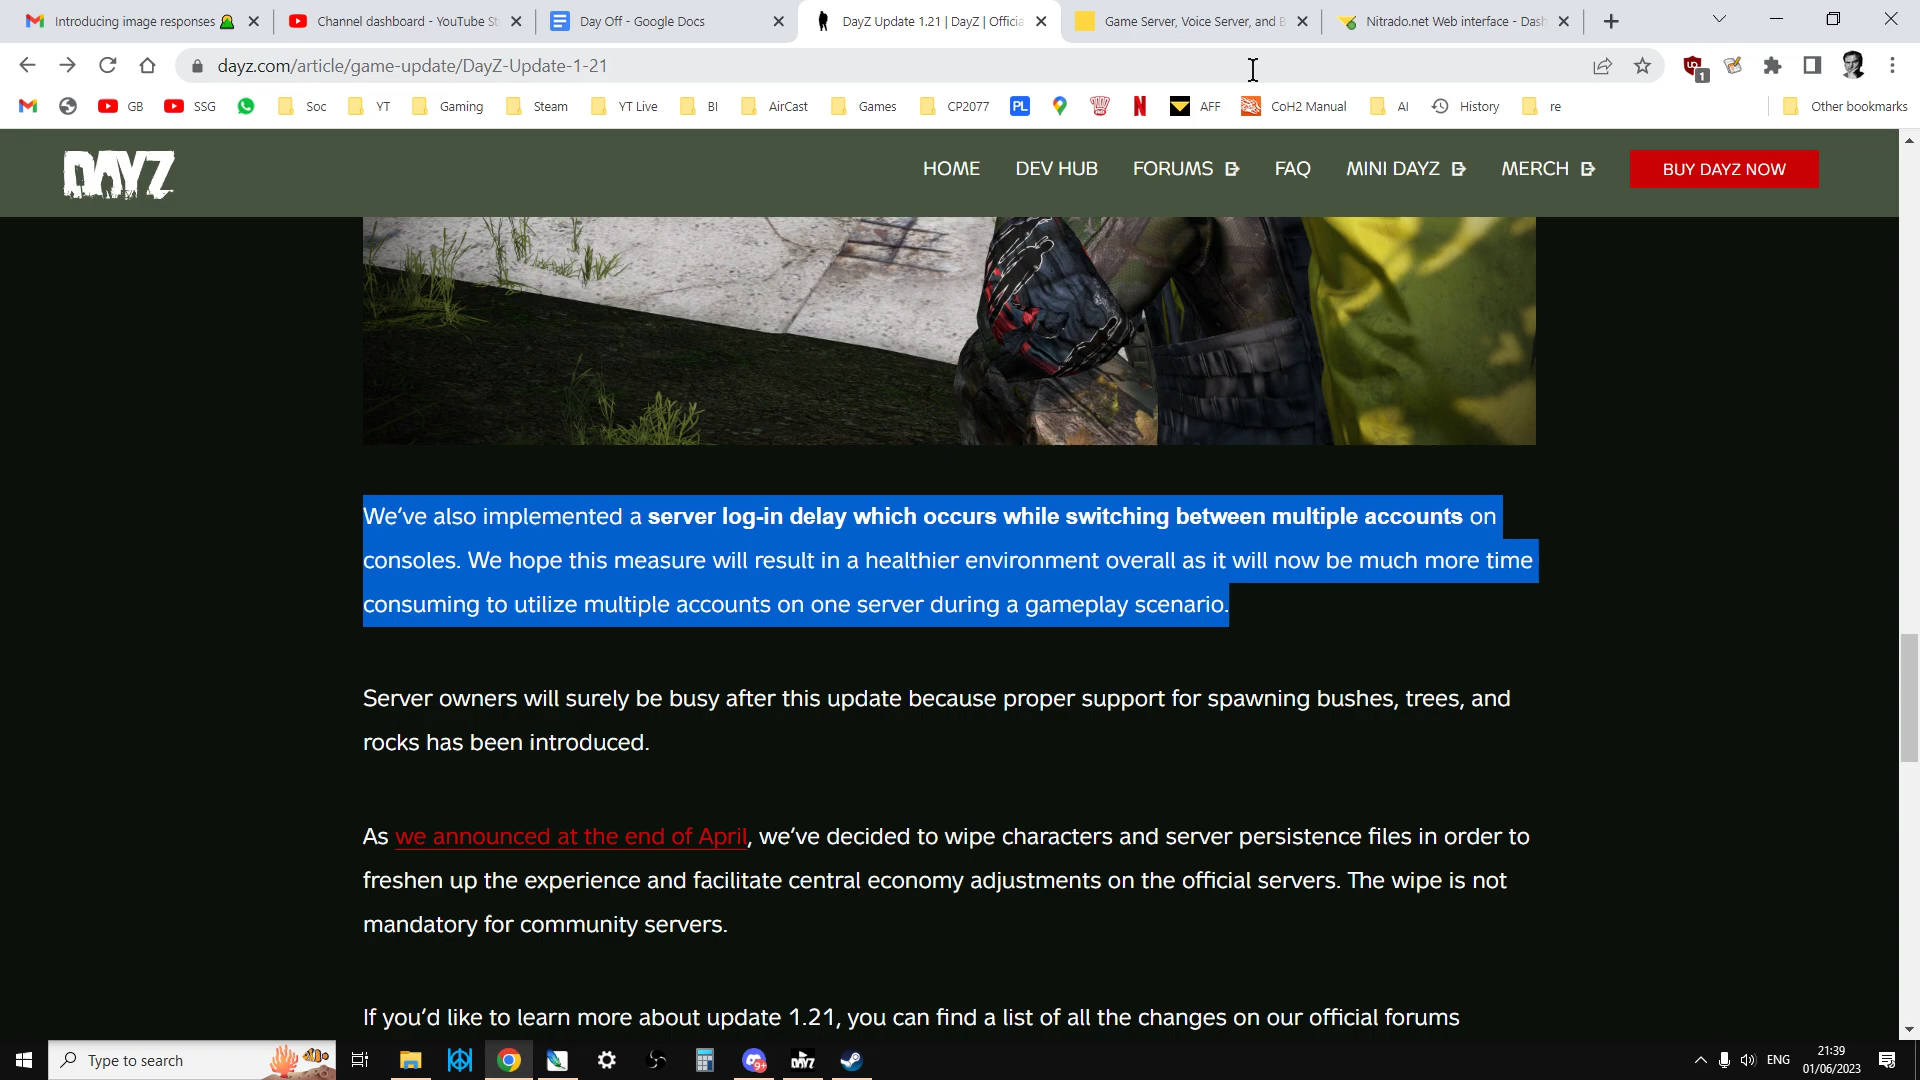 Introducing image responses
Channel dashboard - YouTube St
Day Off - Google Docs
DayZ Update 1.21 | DayZ | Officia
Game Server, Voice Server, and B
Nitrado.net Web interface - Dash
dayz.com/article/game-update/DayZ-Update-1-21
1
GB
SSG
Soc
YT
Gaming
Steam
YT Live
BI
AirCast
Games
CP2077
PL
N
AFF
CoH2 Manual
AI
History
re
Other bookmarks
DAYZ
HOME
DEV HUB
FORUMS
FAQ
MINI DAYZ
MERCH
BUY DAYZ NOW
We've also implemented a server log-in delay which occurs while switching between multiple accounts on
consoles. We hope this measure will result in a healthier environment overall as it will now be much more time
consuming to utilize multiple accounts on one server during a gameplay scenario.
Server owners will surely be busy after this update because proper support for spawning bushes, trees, and
rocks has been introduced.
As we announced at the end of April, we've decided to wipe characters and server persistence files in order to
freshen up the experience and facilitate central economy adjustments on the official servers. The wipe is not
mandatory for community servers.
If you'd like to learn more about update 1.21, you can find a list of all the changes on our official forums
Type to search
9+
DAYZ
ENG
21:39
01/06/2023